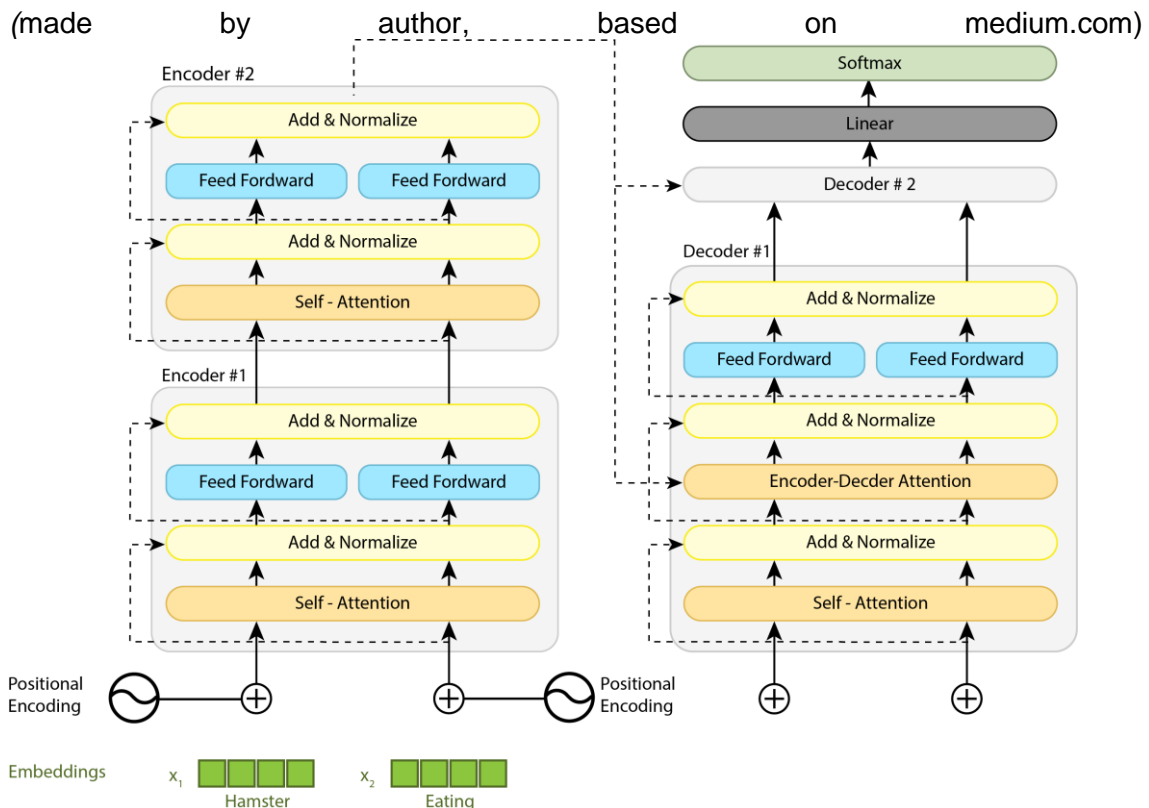 (made by author, based on medium.com)
Encoder #2
Add & Normalize
Feed Fordward Feed Fordward
Add & Normalize
Self - Attention
Encoder #1
Add & Normalize
Feed Fordward Feed Fordward
Add & Normalize
Self - Attention
Positional
Encoding
Positional
Encoding
Embeddings x₁ x₂
Hamster Eating
Softmax
Linear
Decoder # 2
Decoder #1
Add & Normalize
Feed Fordward Feed Fordward
Add & Normalize
Encoder-Decder Attention
Add & Normalize
Self - Attention